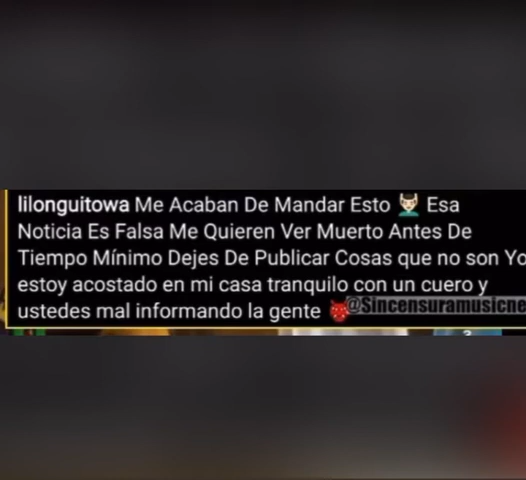 lilonguitowa Me Acaban De Mandar Esto 💆🏻‍♂️ Esa
Noticia Es Falsa Me Quieren Ver Muerto Antes De
Tiempo Mínimo Dejes De Publicar Cosas que no son Yo
estoy acostado en mi casa tranquilo con un cuero y
ustedes mal informando la gente 👹
@Sincensuramusicne